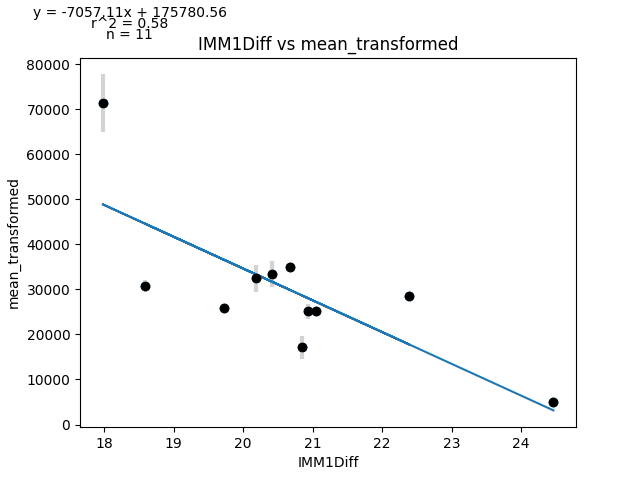 y = -7057.11x + 175780.56
r^2 = 0.58
n = 11
IMM1Diff vs mean_transformed
80000
70000
60000
50000
40000
30000
20000
10000
0
mean_transformed
18 19 20 21 22 23 24
IMM1Diff